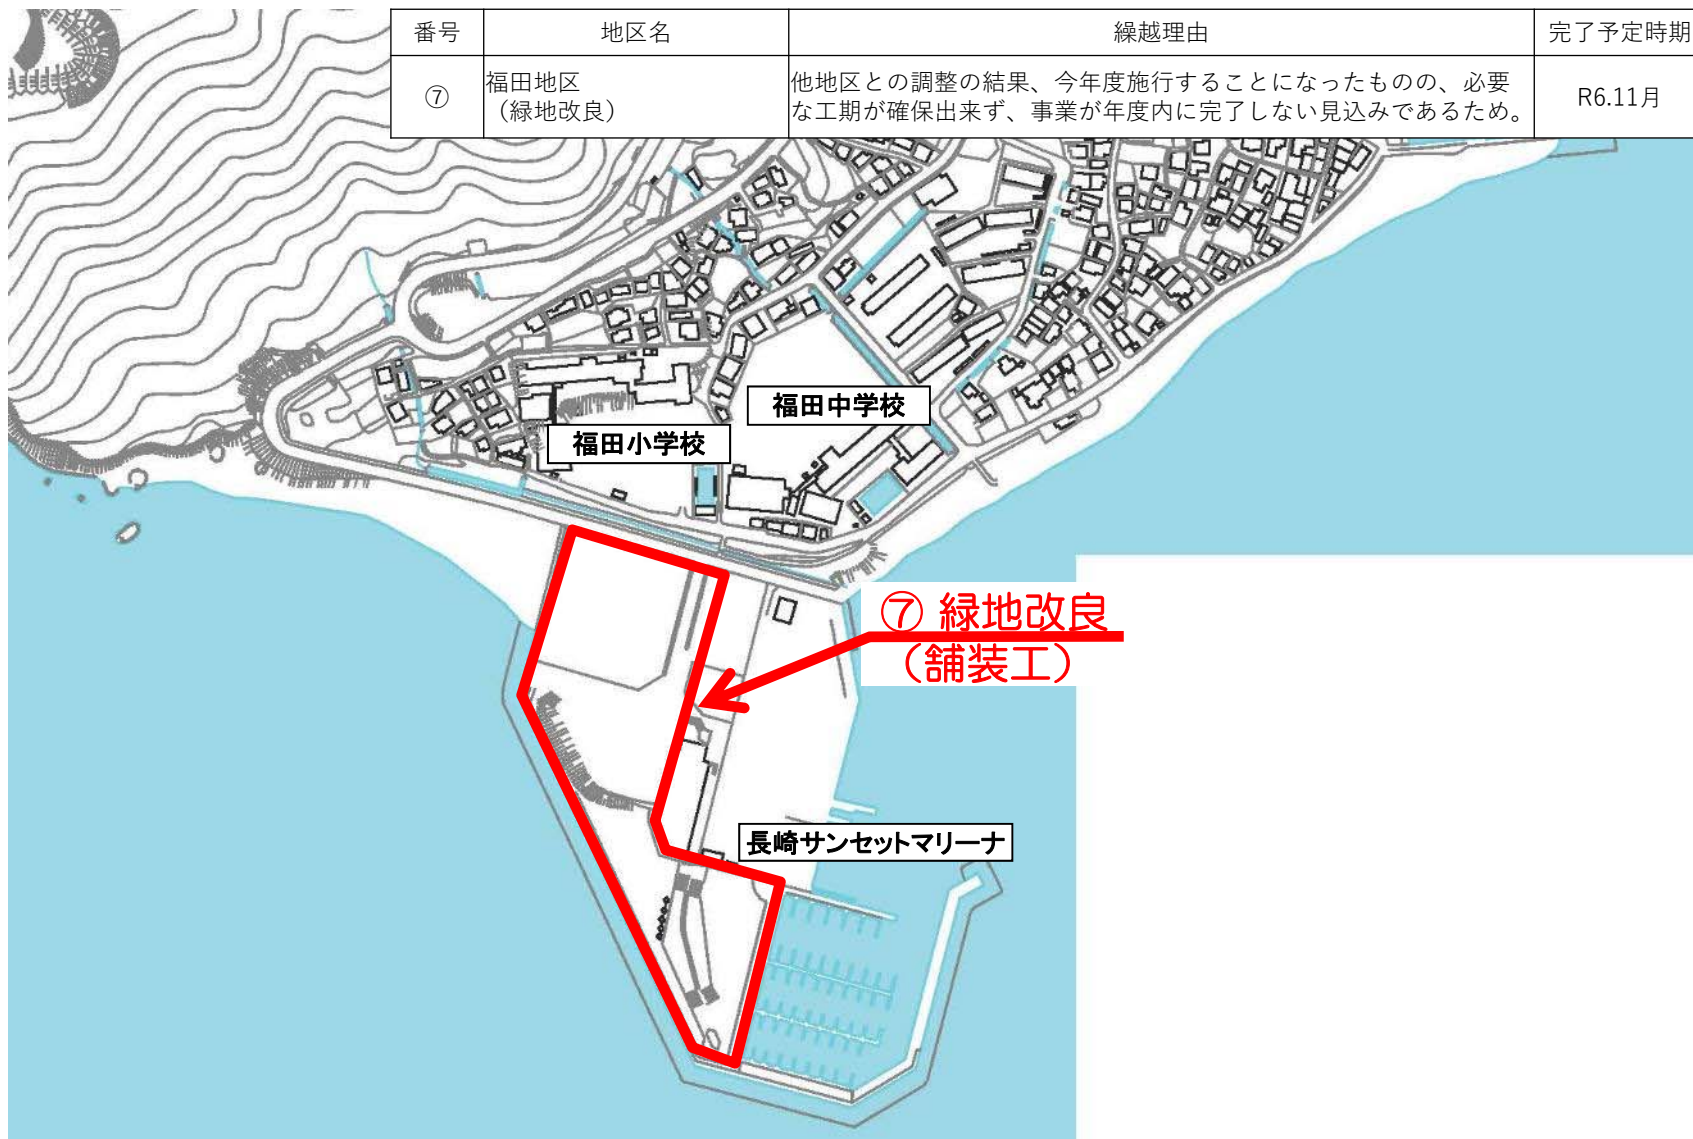 番号 地区名 繰越理由 完了予定時期
⑦ 福田地区
（緑地改良）
他地区との調整の結果、今年度施行することになったものの、必要
な工期が確保出来ず、事業が年度内に完了しない見込みであるため。
R6.11月
福田中学校
福田小学校
⑦ 緑地改良
（舗装工）
長崎サンセットマリーナ